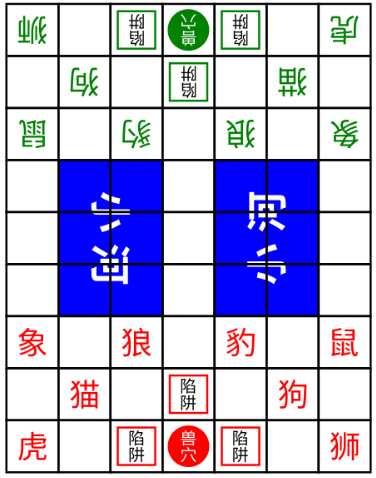 狮 陷阱 兽穴 陷阱 虎
狗 陷阱 猫
鼠 豹 狼 象
小河 小河
象 狼 豹 鼠
猫 陷阱 狗
虎 陷阱 兽穴 陷阱 狮